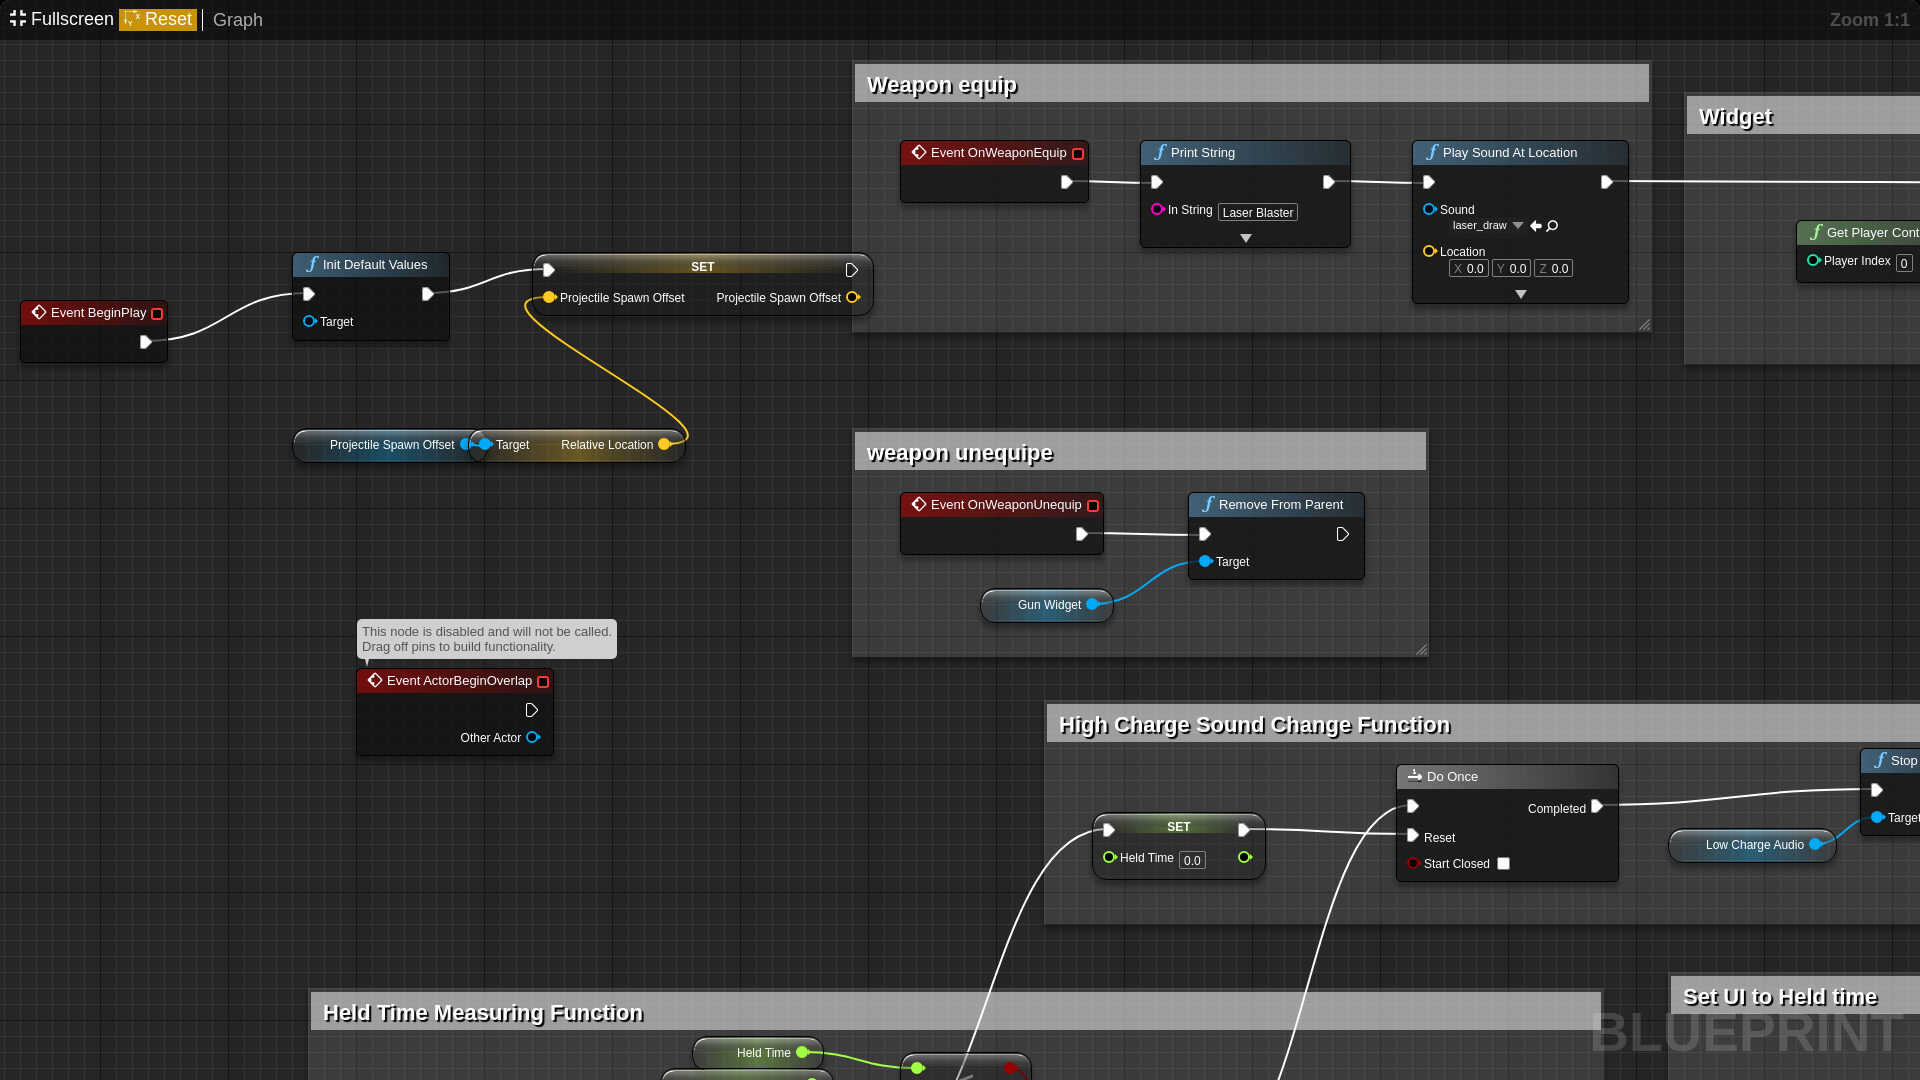 Fullscreen Reset Graph Zoom 1:1
Weapon equip
Event OnWeaponEquip
Print String
In String Laser Blaster
Play Sound At Location
Sound
laser_draw
Location
X 0.0 Y 0.0 Z 0.0
Widget
Get Player Cont
Player Index 0
Event BeginPlay
Init Default Values
Target
SET
Projectile Spawn Offset Projectile Spawn Offset
Projectile Spawn Offset
Target Relative Location
weapon unequipe
Event OnWeaponUnequip
Remove From Parent
Target
Gun Widget
This node is disabled and will not be called.
Drag off pins to build functionality.
Event ActorBeginOverlap
Other Actor
High Charge Sound Change Function
SET
Held Time 0.0
Do Once
Completed
Reset
Start Closed
Low Charge Audio
Stop
Target
Held Time Measuring Function
Held Time
Set UI to Held time
BLUEPRINT